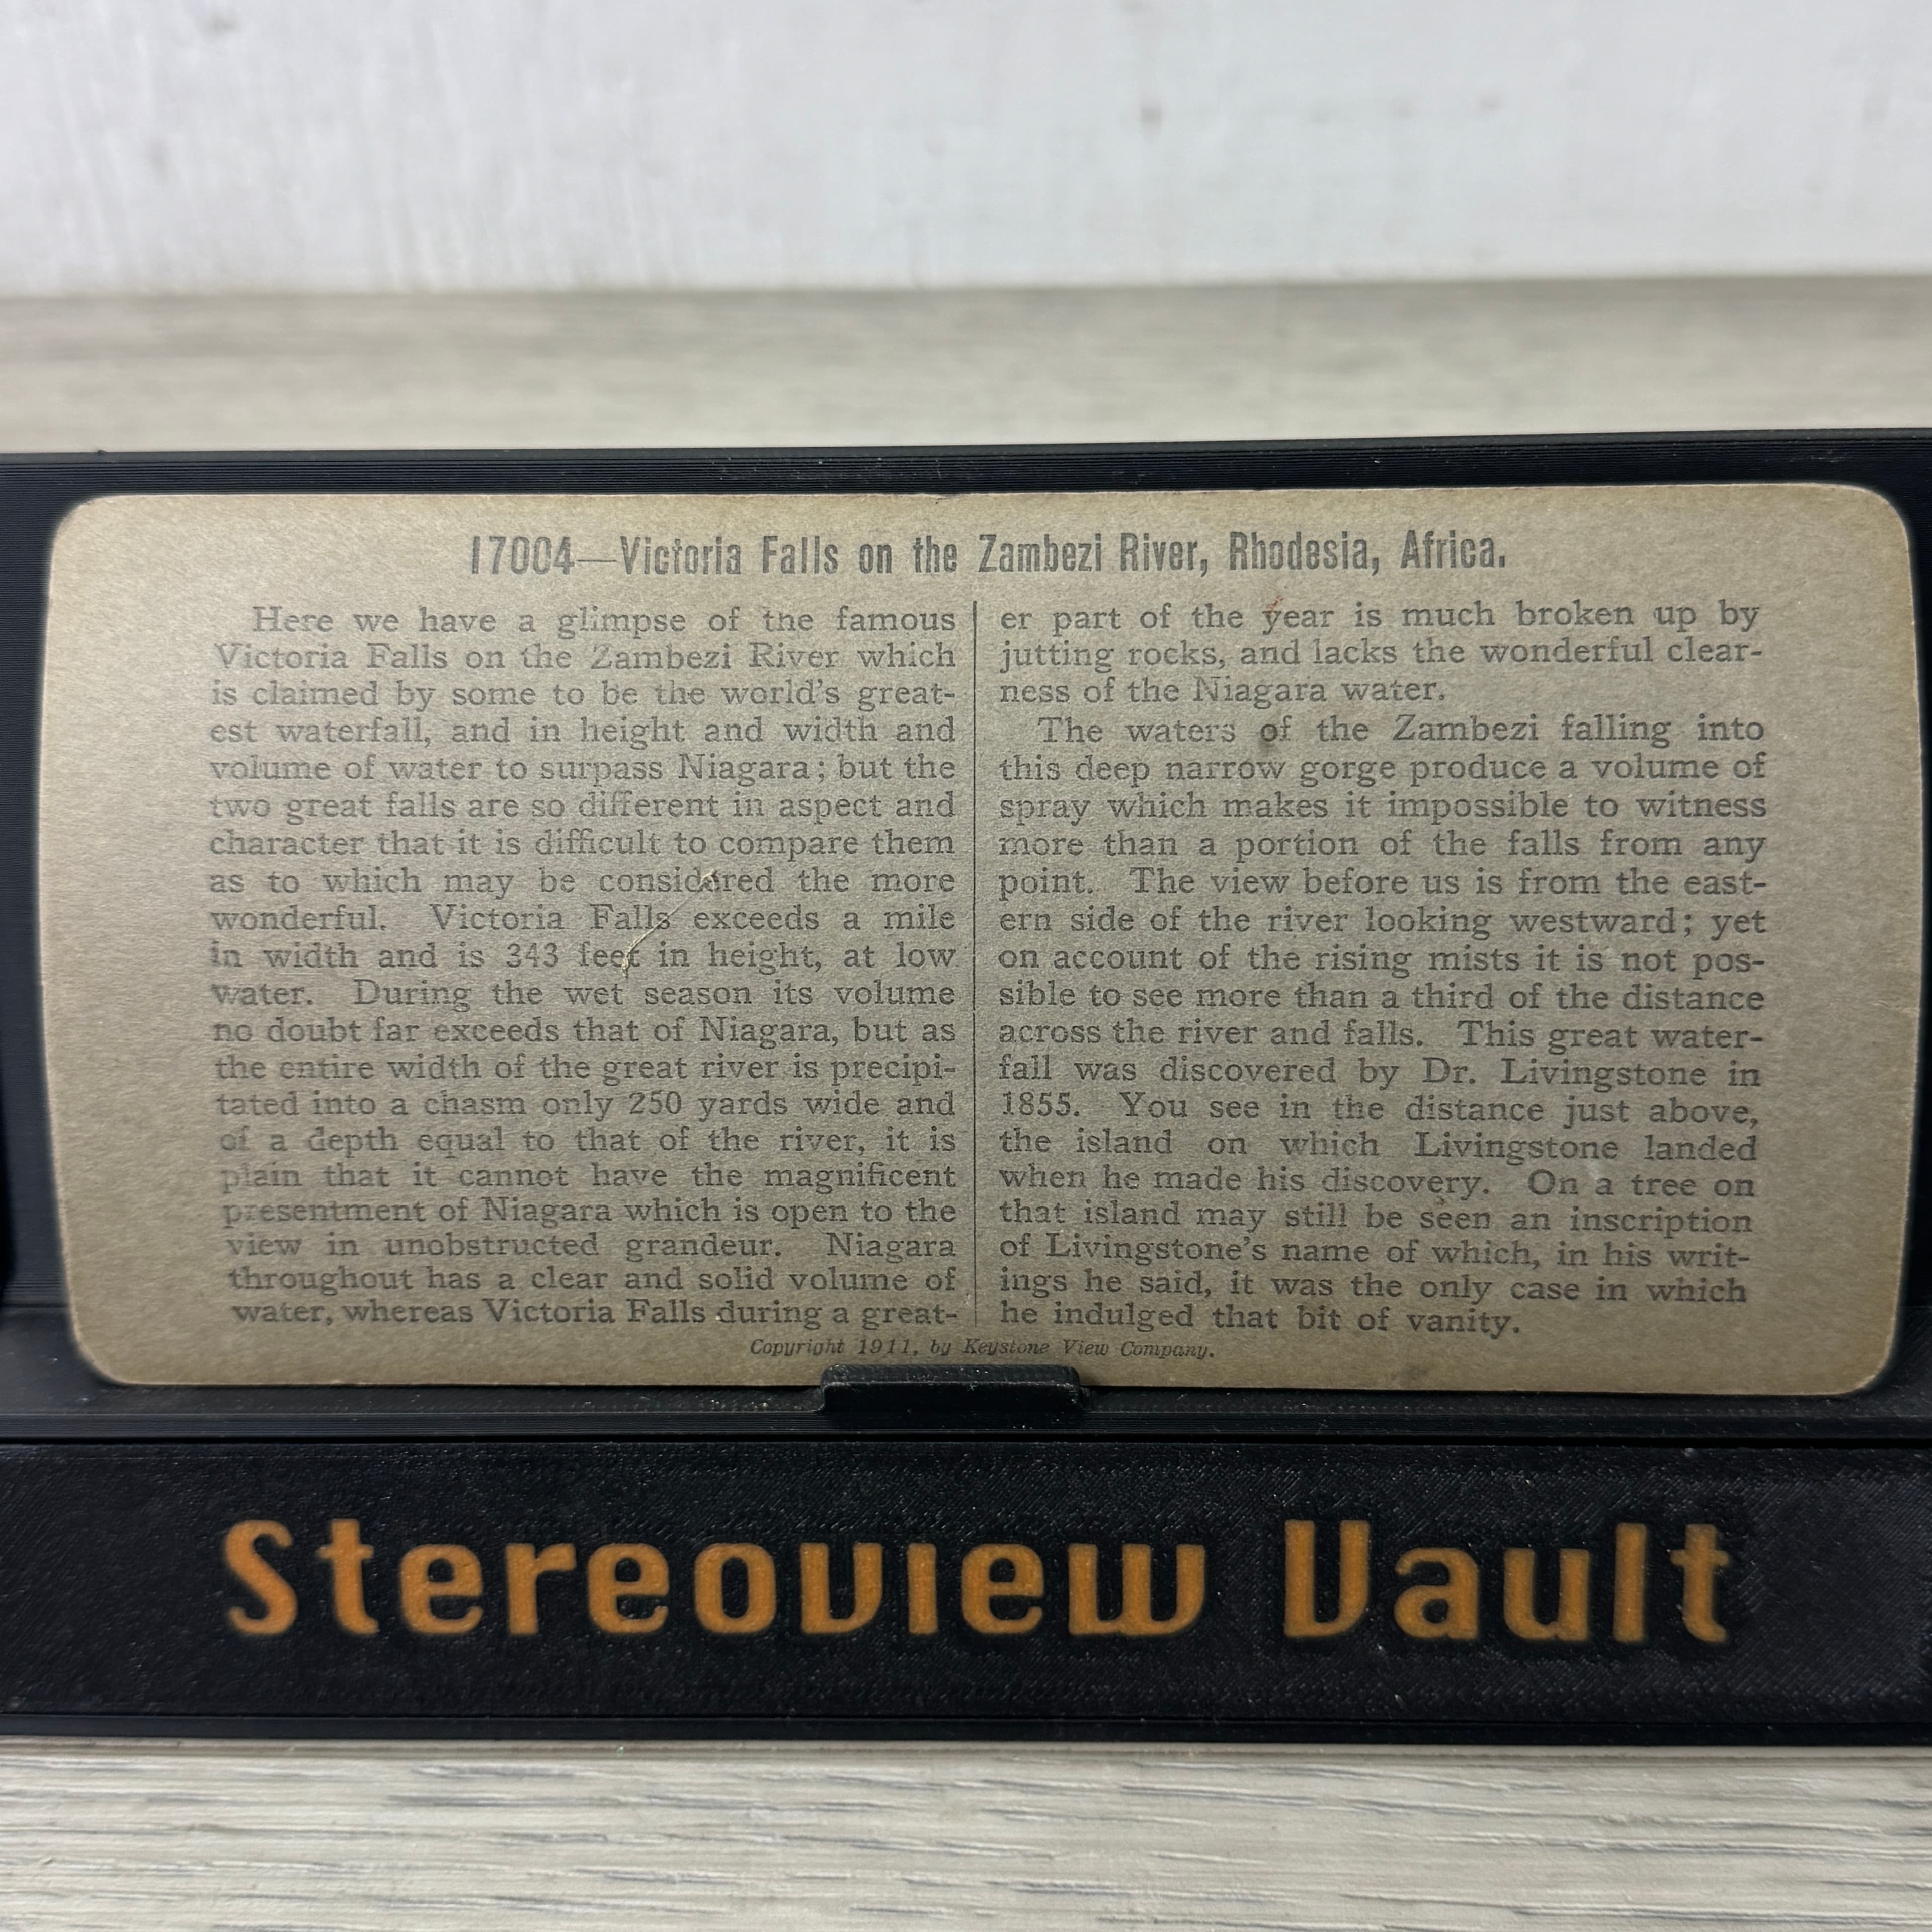 17004—Victoria Falls on the Zambezi River, Rhodesia, Africa.
Here we have a glimpse of the famous
Victoria Falls on the Zambezi River which
is claimed by some to be the world's great-
est waterfall, and in height and width and
volume of water to surpass Niagara; but the
two great falls are so different in aspect and
character that it is difficult to compare them
as to which may be considered the more
wonderful. Victoria Falls exceeds a mile
in width and is 343 feet in height, at low
water. During the wet season its volume
no doubt far exceeds that of Niagara, but as
the entire width of the great river is precipi-
tated into a chasm only 250 yards wide and
of a depth equal to that of the river, it is
plain that it cannot have the magnificent
presentment of Niagara which is open to the
view in unobstructed grandeur. Niagara
throughout has a clear and solid volume of
water, whereas Victoria Falls during a great-
er part of the year is much broken up by
jutting rocks, and lacks the wonderful clear-
ness of the Niagara water.
The waters of the Zambezi falling into
this deep narrow gorge produce a volume of
spray which makes it impossible to witness
more than a portion of the falls from any
point. The view before us is from the east-
ern side of the river looking westward; yet
on account of the rising mists it is not pos-
sible to see more than a third of the distance
across the river and falls. This great water-
fall was discovered by Dr. Livingstone in
1855. You see in the distance just above,
the island on which Livingstone landed
when he made his discovery. On a tree on
that island may still be seen an inscription
of Livingstone's name of which, in his writ-
ings he said, it was the only case in which
he indulged that bit of vanity.
Copyright 1911, by Keystone View Company.
Stereoview Vault